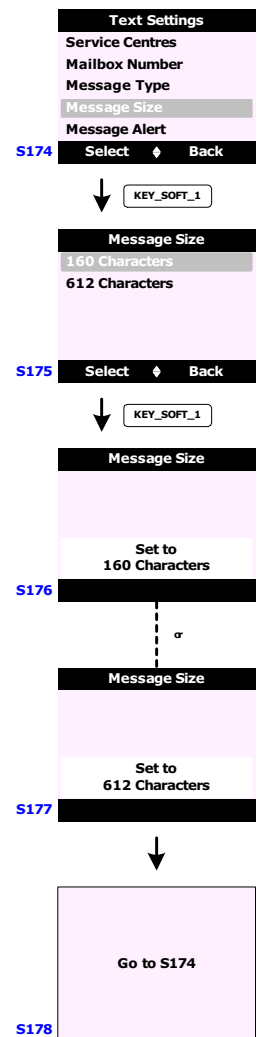 Text Settings
Service Centres
Mailbox Number
Message Type
Message Size
Message Alert
S174 Select Back
KEY_SOFT_1
Message Size
160 Characters
612 Characters
S175 Select Back
KEY_SOFT_1
Message Size
Set to
160 Characters
S176
or
Message Size
Set to
612 Characters
S177
Go to S174
S178